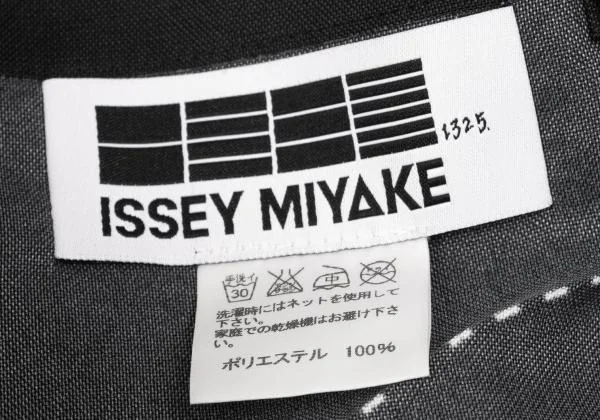 1325.
ISSEY MIYAKE
手洗イ
30
中
洗濯時にはネットを使用して
下さい。
家庭での乾燥機はお避け下さ
い。
ポリエステル 100%